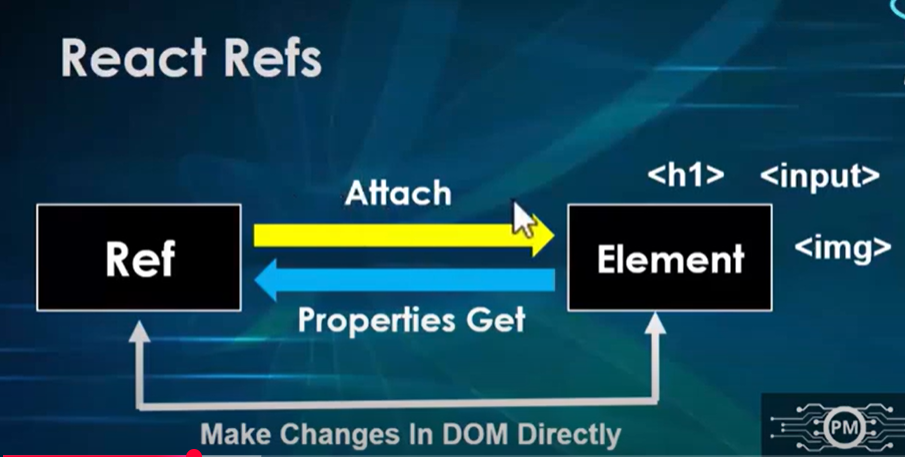 React Refs
<h1> <input>
Attach
Ref
Element
<img>
Properties Get
Make Changes In DOM Directly
PM